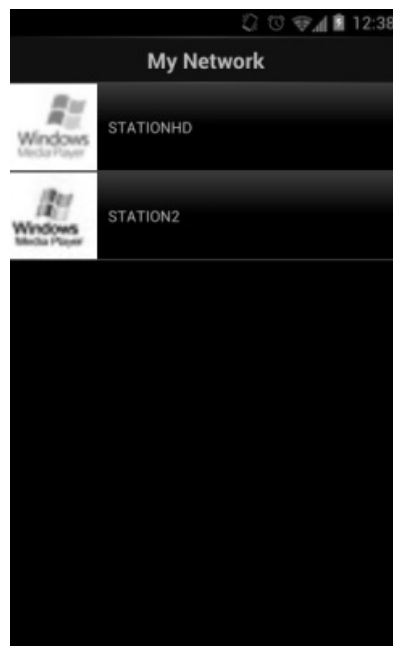 12:38
My Network
Windows
Media Player
STATIONHD
Windows
Media Player
STATION2